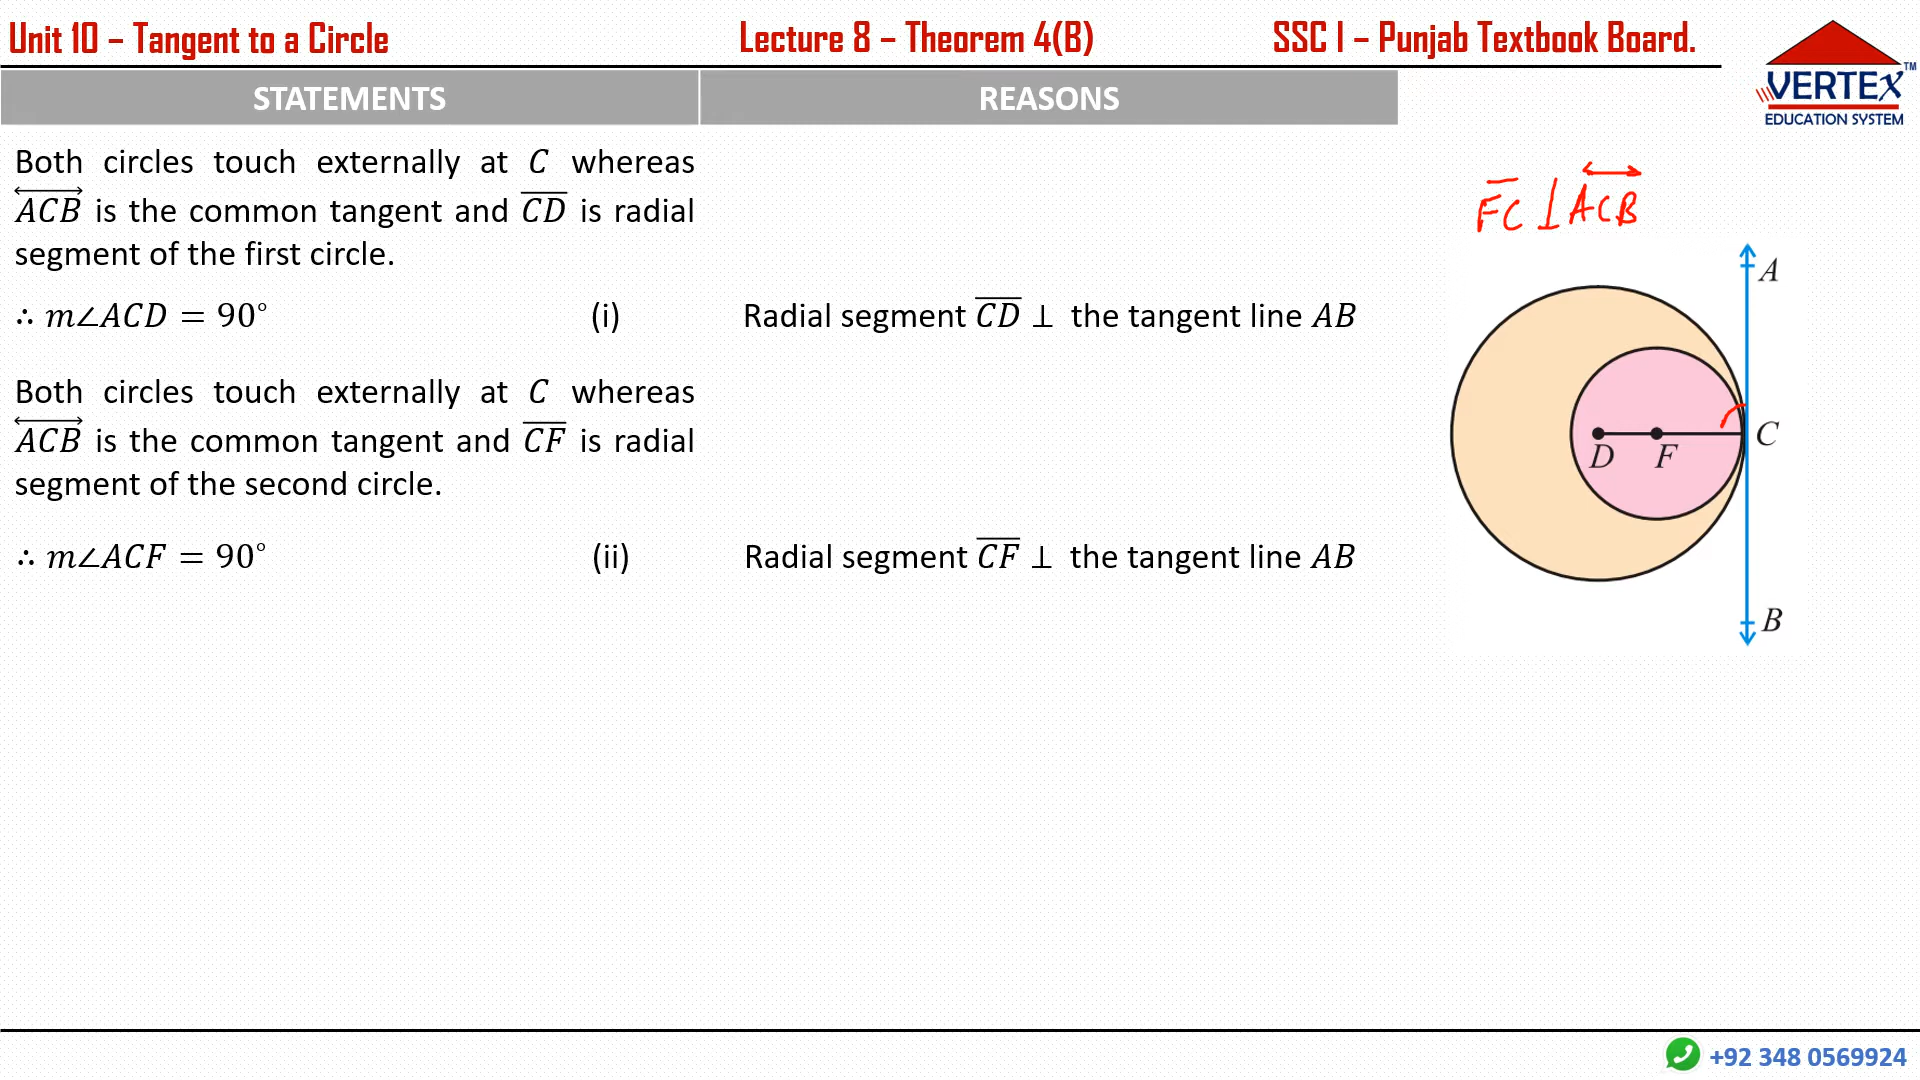 Unit 10 – Tangent to a Circle
Lecture 8 – Theorem 4(B)
SSC I – Punjab Textbook Board.
VERTEX TM
EDUCATION SYSTEM
STATEMENTS
REASONS
Both circles touch externally at C whereas
ACB is the common tangent and CD is radial
segment of the first circle.
∴ m∠ACD = 90° (i)
Radial segment CD ⊥ the tangent line AB
Both circles touch externally at C whereas
ACB is the common tangent and CF is radial
segment of the second circle.
∴ m∠ACF = 90° (ii)
Radial segment CF ⊥ the tangent line AB
FC ⊥ ACB
A
D F C
B
+92 348 0569924